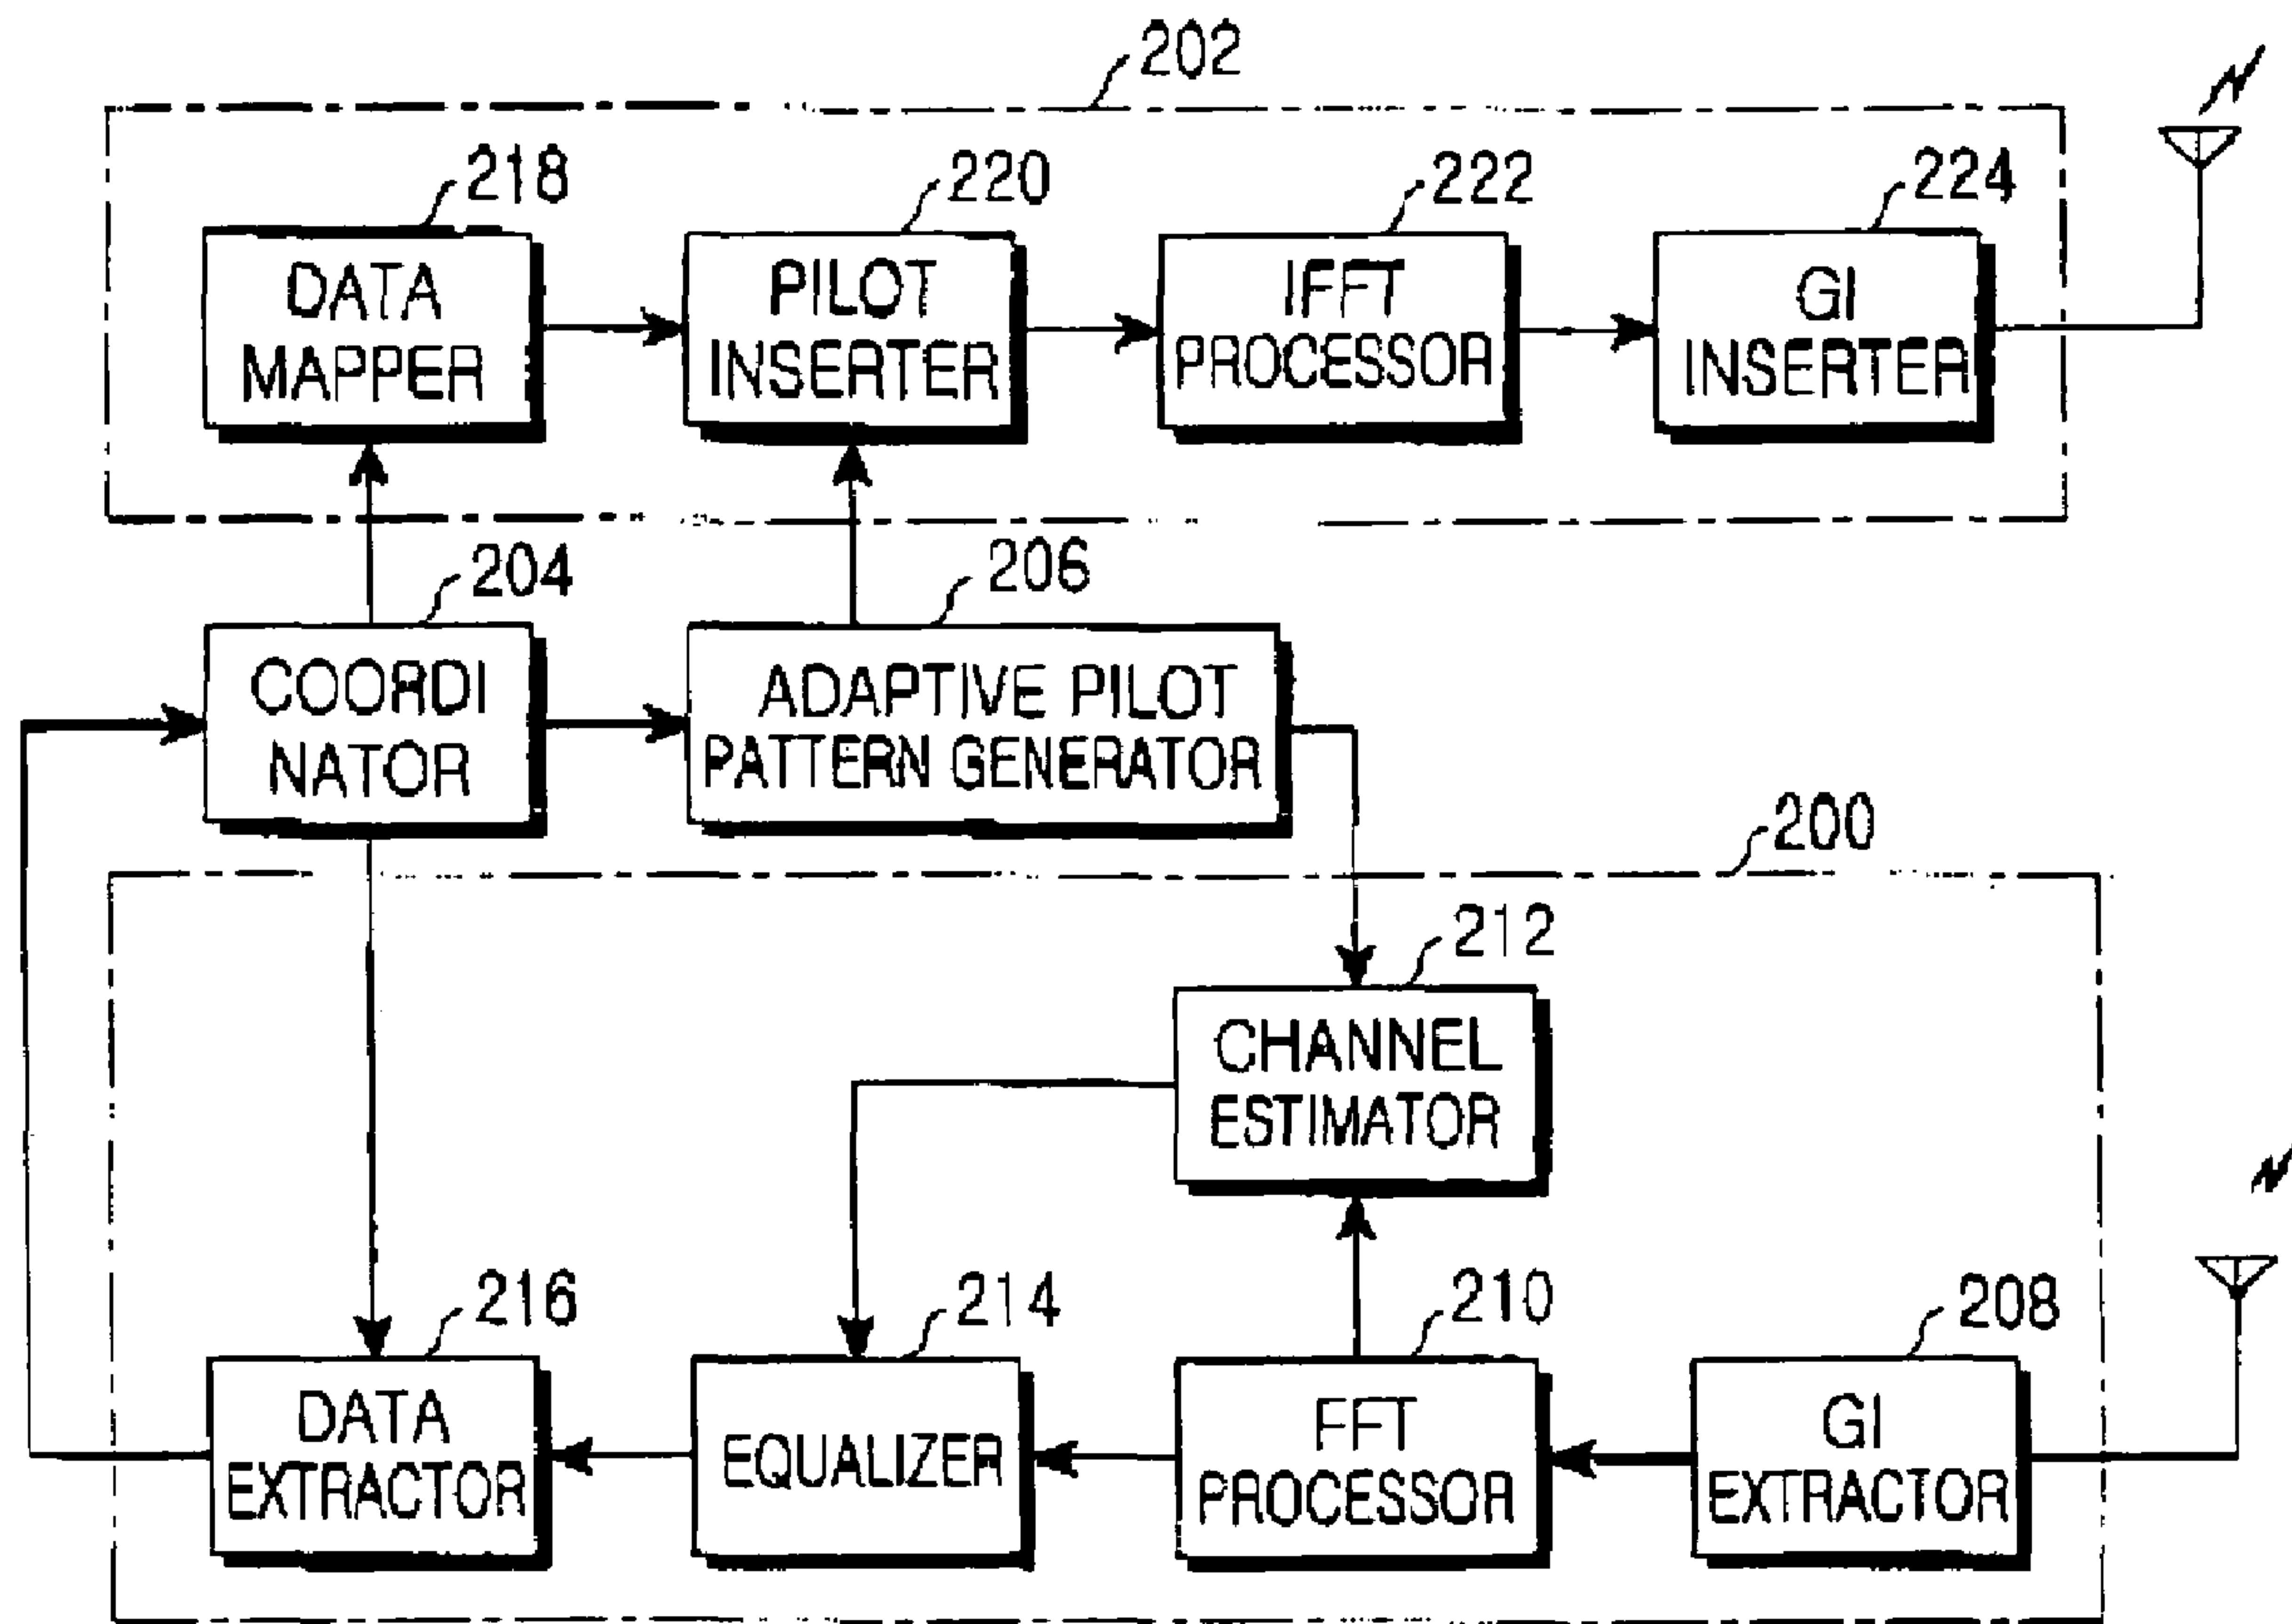 202
218
220
222
224
DATA
MAPPER
PILOT
INSERTER
IFFT
PROCESSOR
GI
INSERTER
204
206
COORDI
NATOR
ADAPTIVE PILOT
PATTERN GENERATOR
200
212
CHANNEL
ESTIMATOR
216
214
210
208
DATA
EXTRACTOR
EQUALIZER
FFT
PROCESSOR
GI
EXTRACTOR